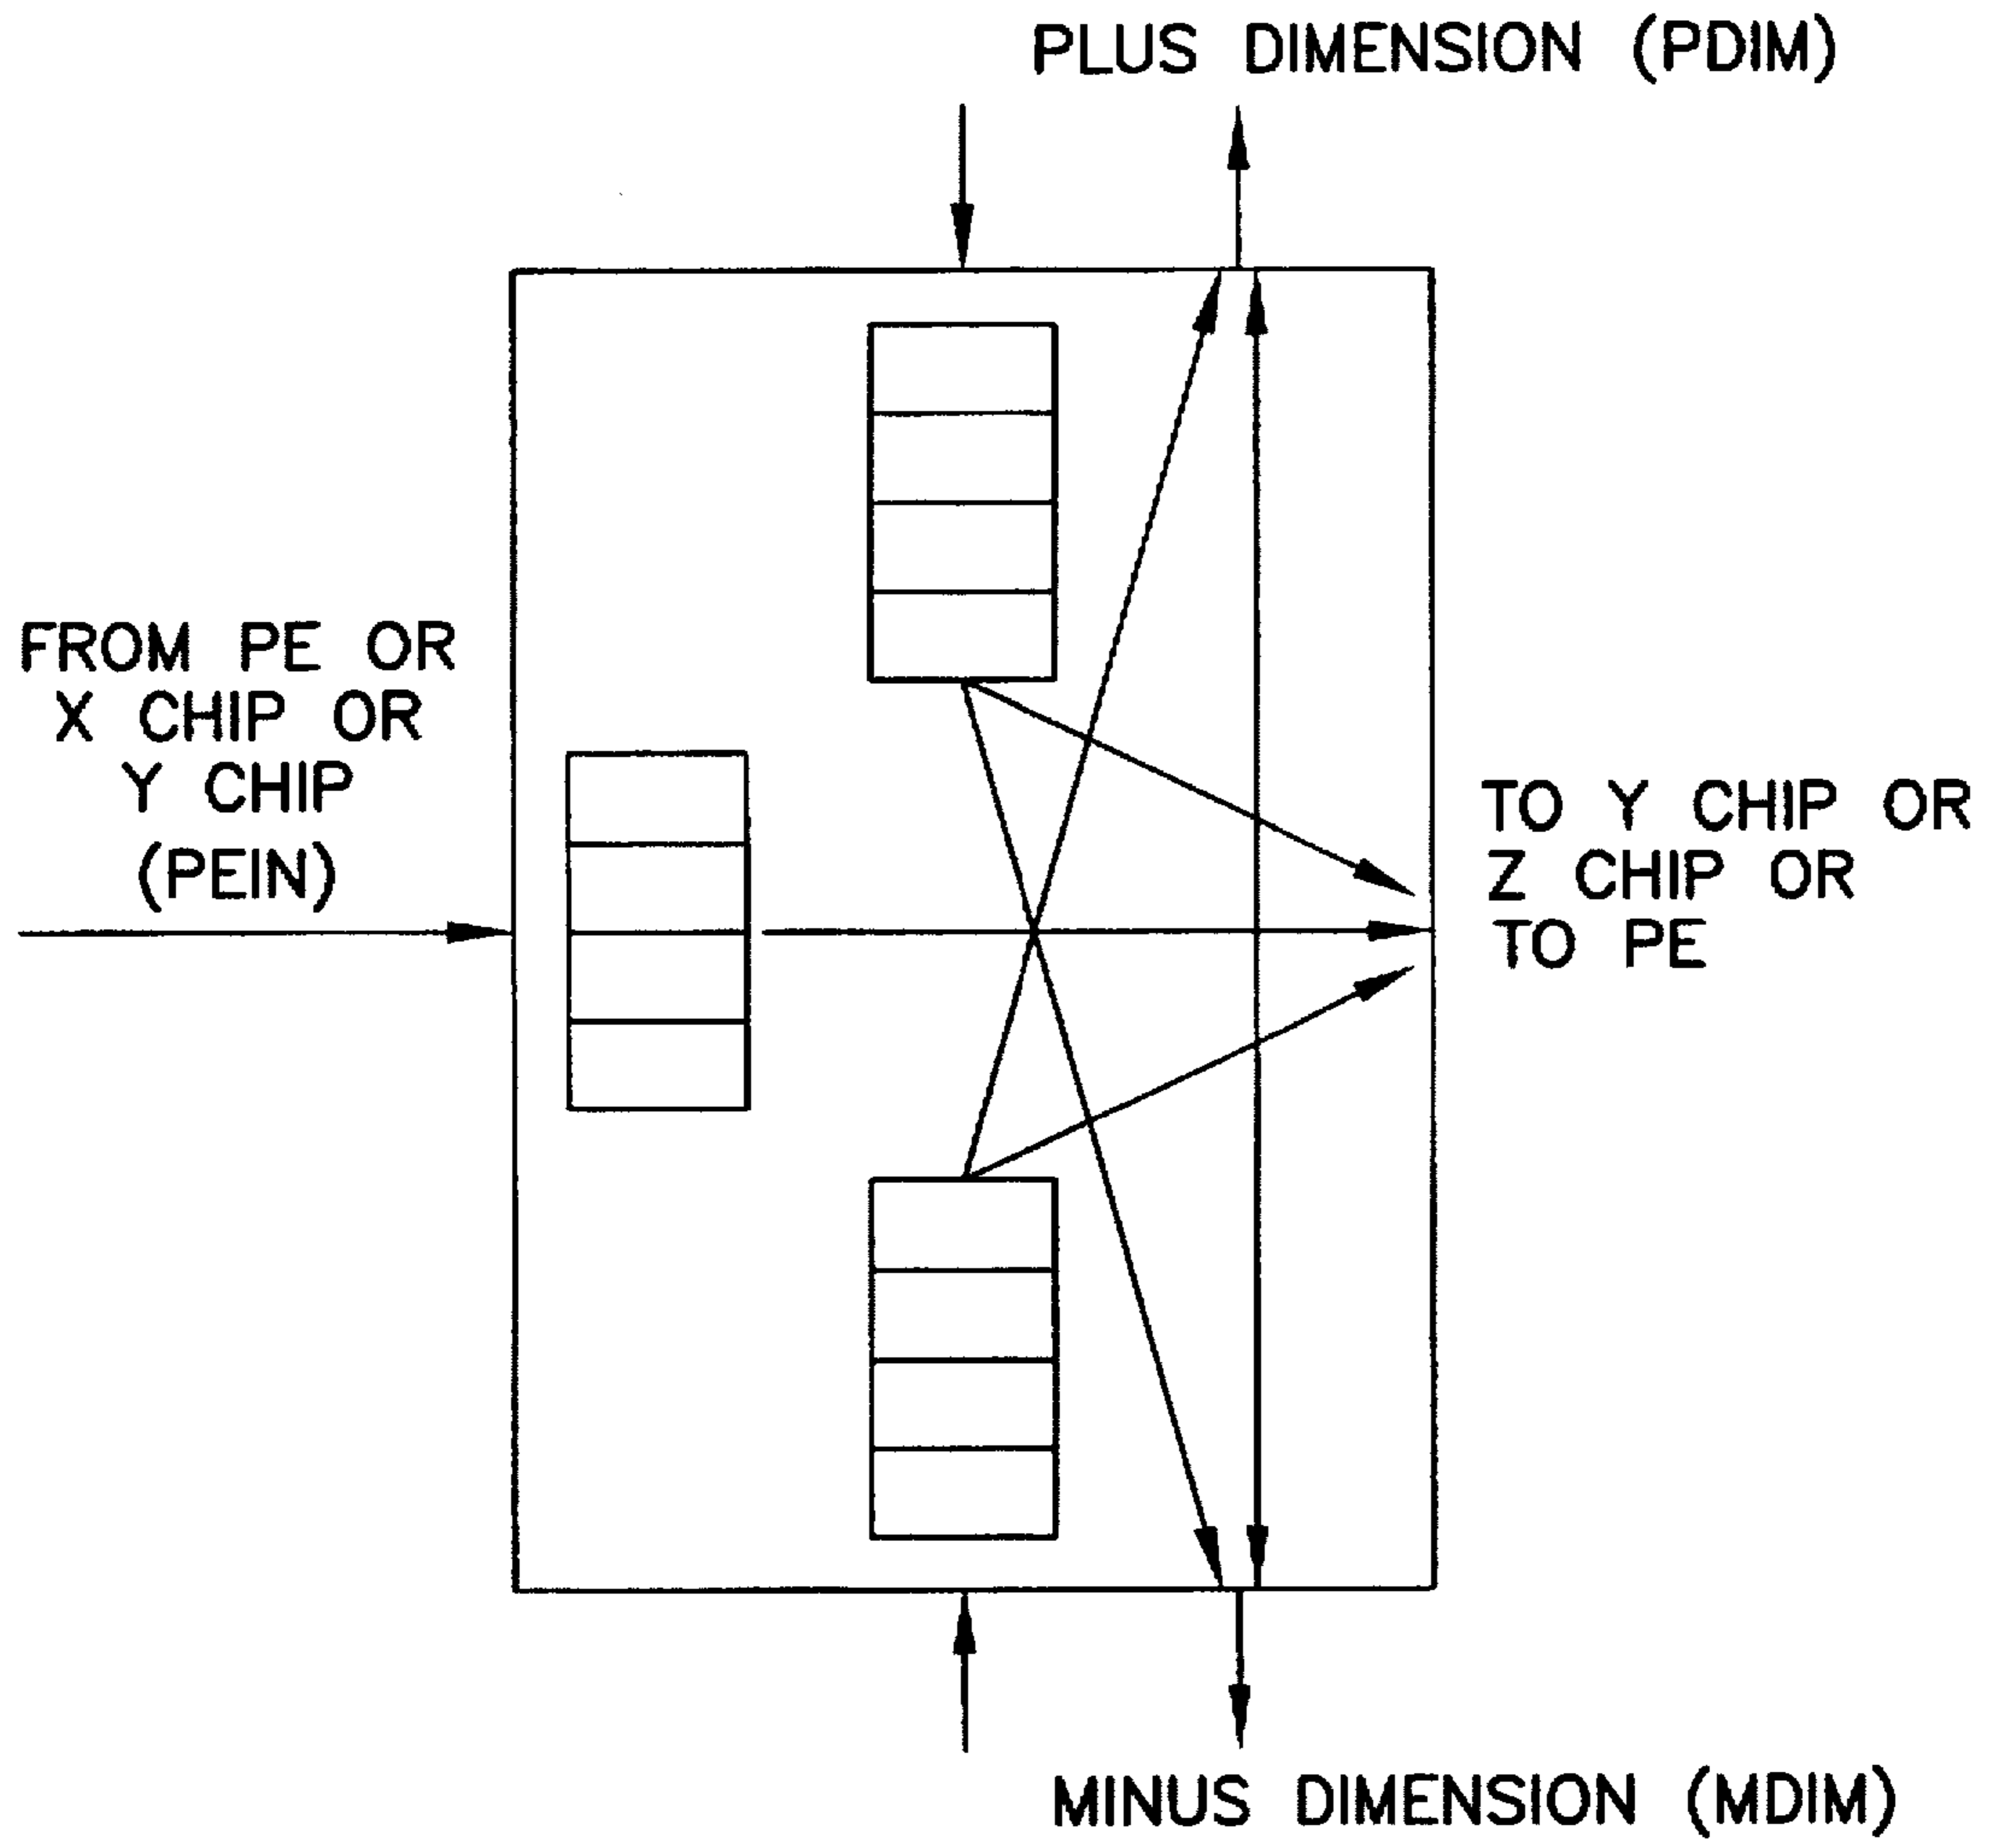 PLUS DIMENSION (PDIM)
FROM PE OR
X CHIP OR
Y CHIP
(PEIN)
TO Y CHIP OR
Z CHIP OR
TO PE
MINUS DIMENSION (MDIM)